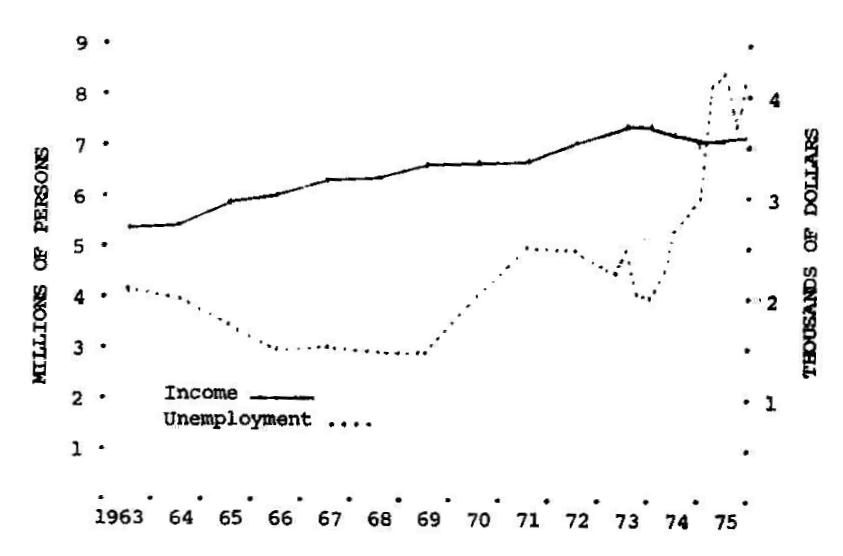 9
8
7
6
5
4
3
2
1
MILLIONS OF PERSONS
4
3
2
1
THOUSANDS OF DOLLARS
Income
Unemployment ....
1963 64 65 66 67 68 69 70 71 72 73 74 75